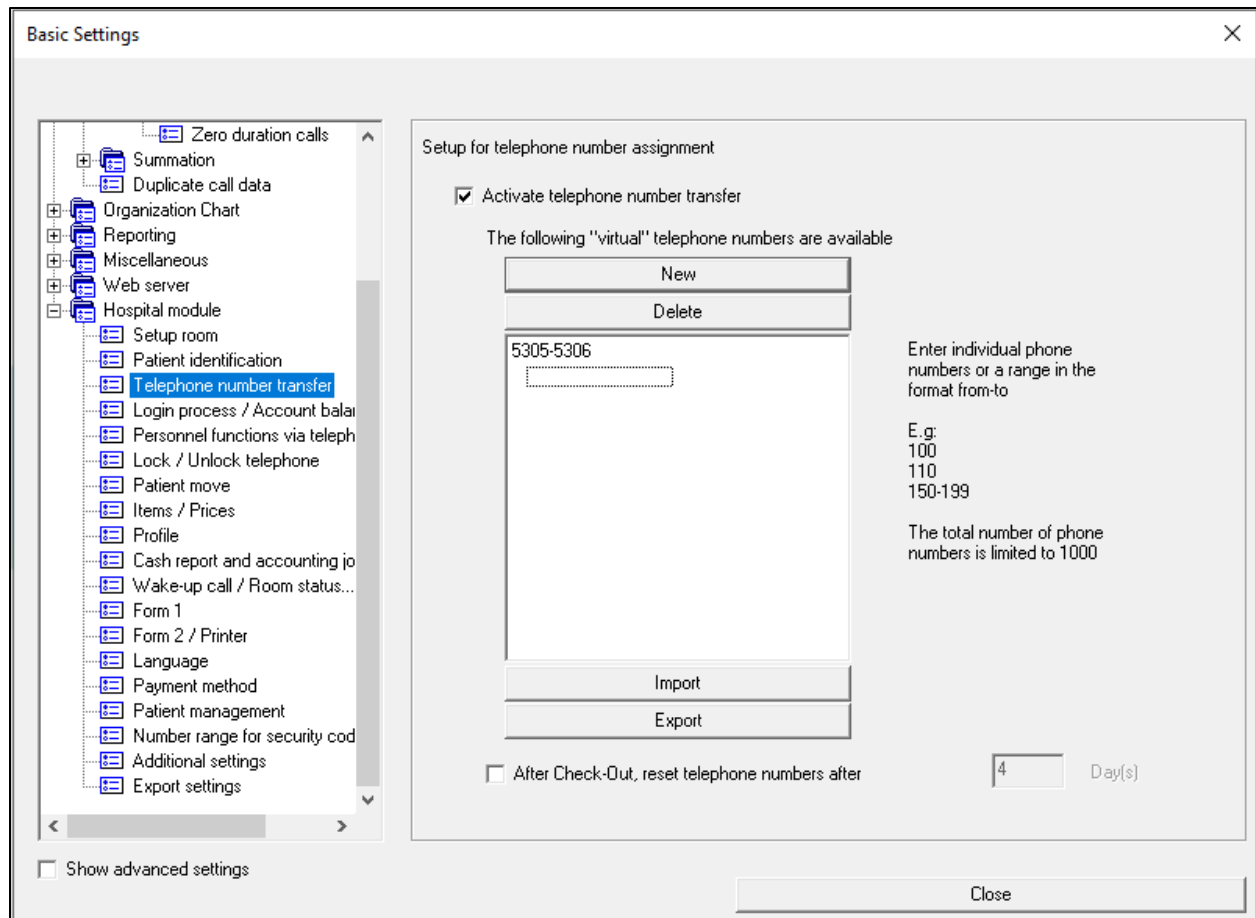 Basic Settings
Zero duration calls
Summation
Duplicate call data
Organization Chart
Reporting
Miscellaneous
Web server
Hospital module
Setup room
Patient identification
Telephone number transfer
Login process / Account balar
Personnel functions via teleph
Lock / Unlock telephone
Patient move
Items / Prices
Profile
Cash report and accounting jo
Wake-up call / Room status...
Form 1
Form 2 / Printer
Language
Payment method
Patient management
Number range for security cod
Additional settings
Export settings
Show advanced settings
Setup for telephone number assignment
Activate telephone number transfer
The following "virtual" telephone numbers are available
New
Delete
5305-5306
Enter individual phone
numbers or a range in the
format from-to
E.g:
100
110
150-199
The total number of phone
numbers is limited to 1000
Import
Export
After Check-Out, reset telephone numbers after
4
Day(s)
Close